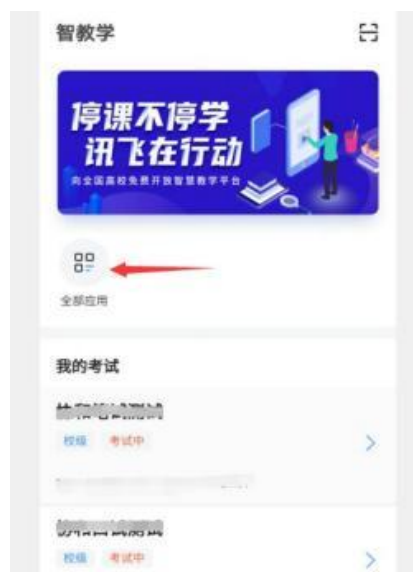 智教学
停课不停学
讯飞在行动
向全国高校免费开放智慧教学平台
全部应用
我的考试
校级 考试中
校级 考试中